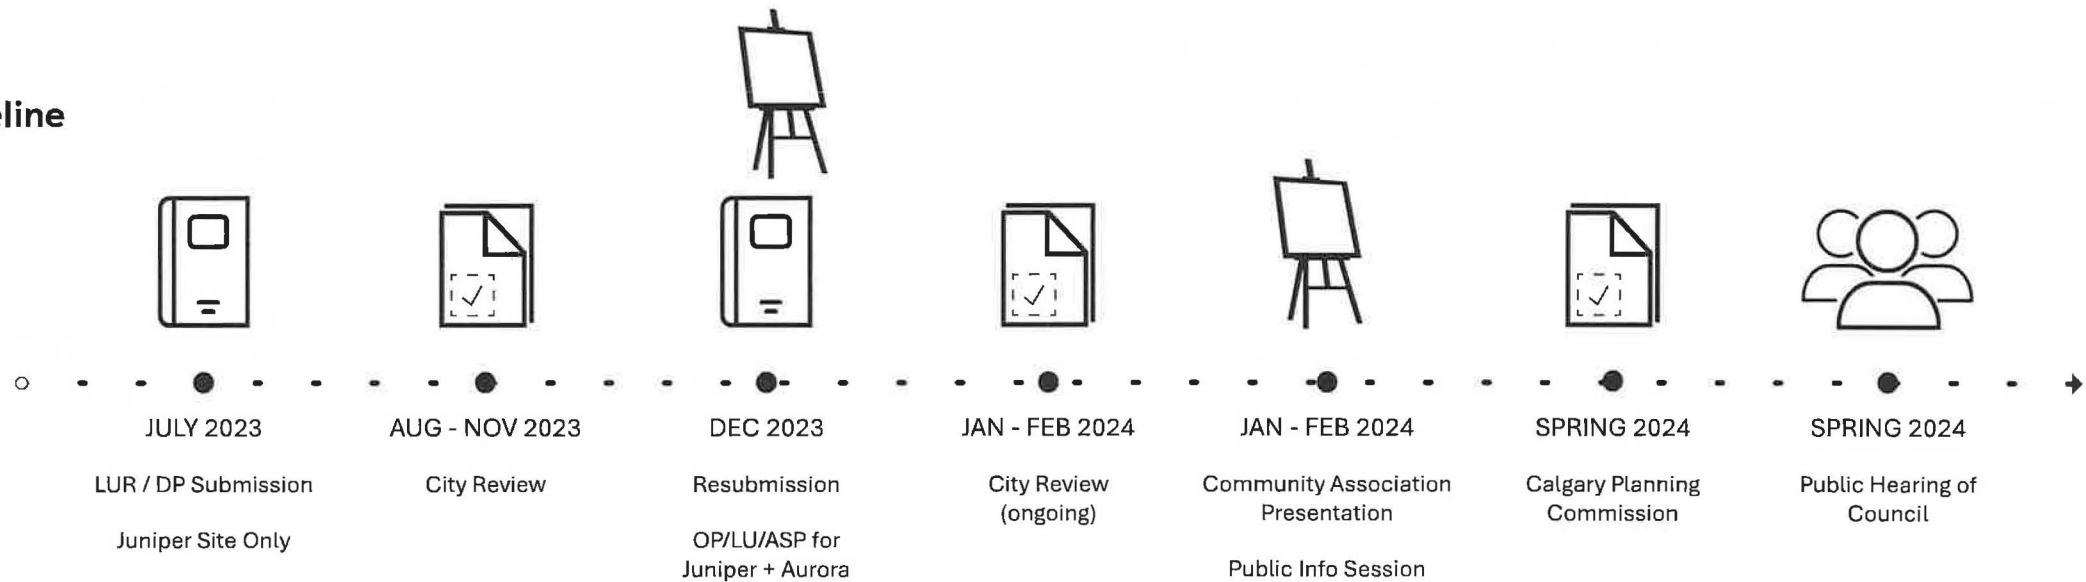 eline
JULY 2023
LUR / DP Submission
Juniper Site Only
AUG - NOV 2023
City Review
DEC 2023
Resubmission
OP/LU/ASP for
Juniper + Aurora
JAN - FEB 2024
City Review
(ongoing)
JAN - FEB 2024
Community Association
Presentation
Public Info Session
SPRING 2024
Calgary Planning
Commission
SPRING 2024
Public Hearing of
Council